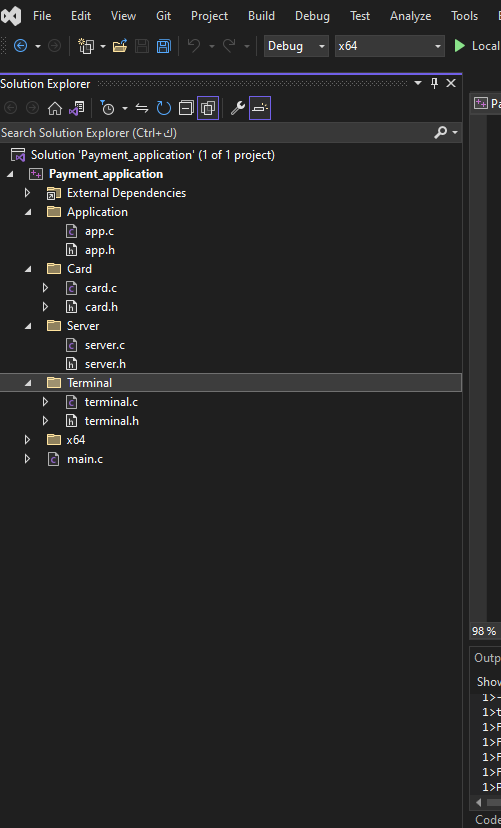 File Edit View Git Project Build Debug Test Analyze Tools
Debug x64 Local
Solution Explorer
Search Solution Explorer (Ctrl+ك)
Solution 'Payment_application' (1 of 1 project)
Payment_application
External Dependencies
Application
app.c
app.h
Card
card.c
card.h
Server
server.c
server.h
Terminal
terminal.c
terminal.h
x64
main.c
Pa
98 %
Outp
Show
1>-
1>t
1>F
1>F
1>F
1>F
1>P
Code